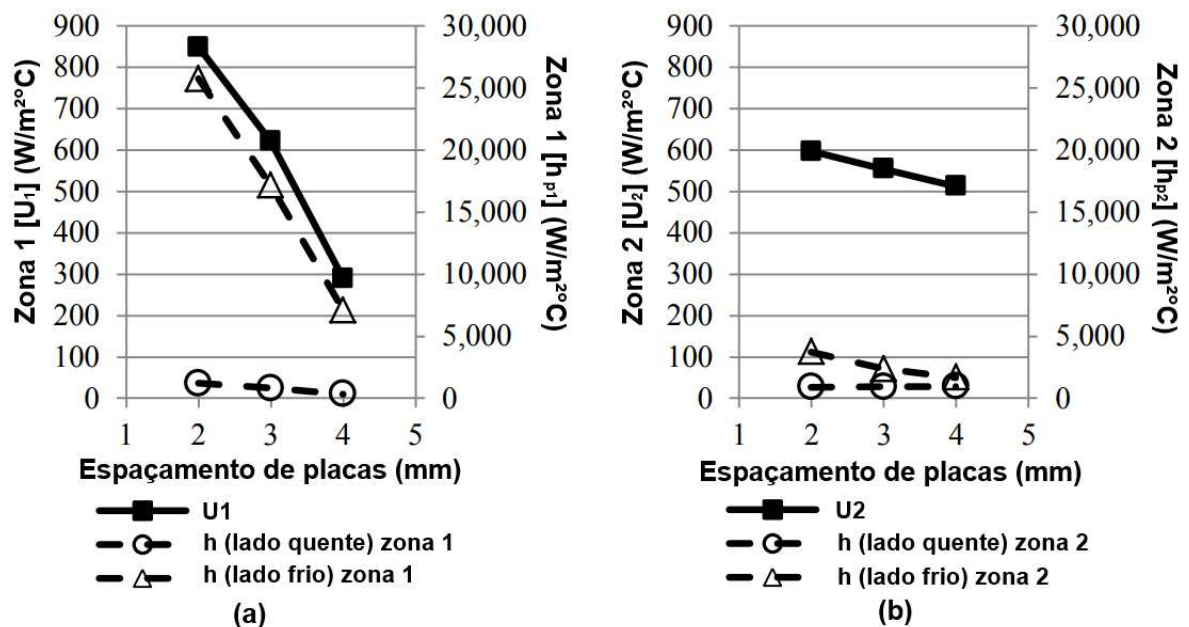 900
800
700
600
500
400
300
200
100
0
30,000
25,000
20,000
15,000
10,000
5,000
0
1 2 3 4 5
Zona 1 [U₁] (W/m²ºC)
Zona 1 [hₚ₁] (W/m²ºC)
Espaçamento de placas (mm)
U1
h (lado quente) zona 1
h (lado frio) zona 1
(a)
900
800
700
600
500
400
300
200
100
0
30,000
25,000
20,000
15,000
10,000
5,000
0
1 2 3 4 5
Zona 2 [U₂] (W/m²ºC)
Zona 2 [hₚ₂] (W/m²ºC)
Espaçamento de placas (mm)
U2
h (lado quente) zona 2
h (lado frio) zona 2
(b)